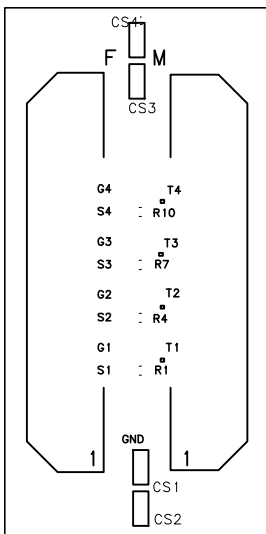 CS4
F M
CS3
G4 T4
S4 R10
G3 T3
S3 R7
G2 T2
S2 R4
G1 T1
S1 R1
GND
1 1
CS1
CS2